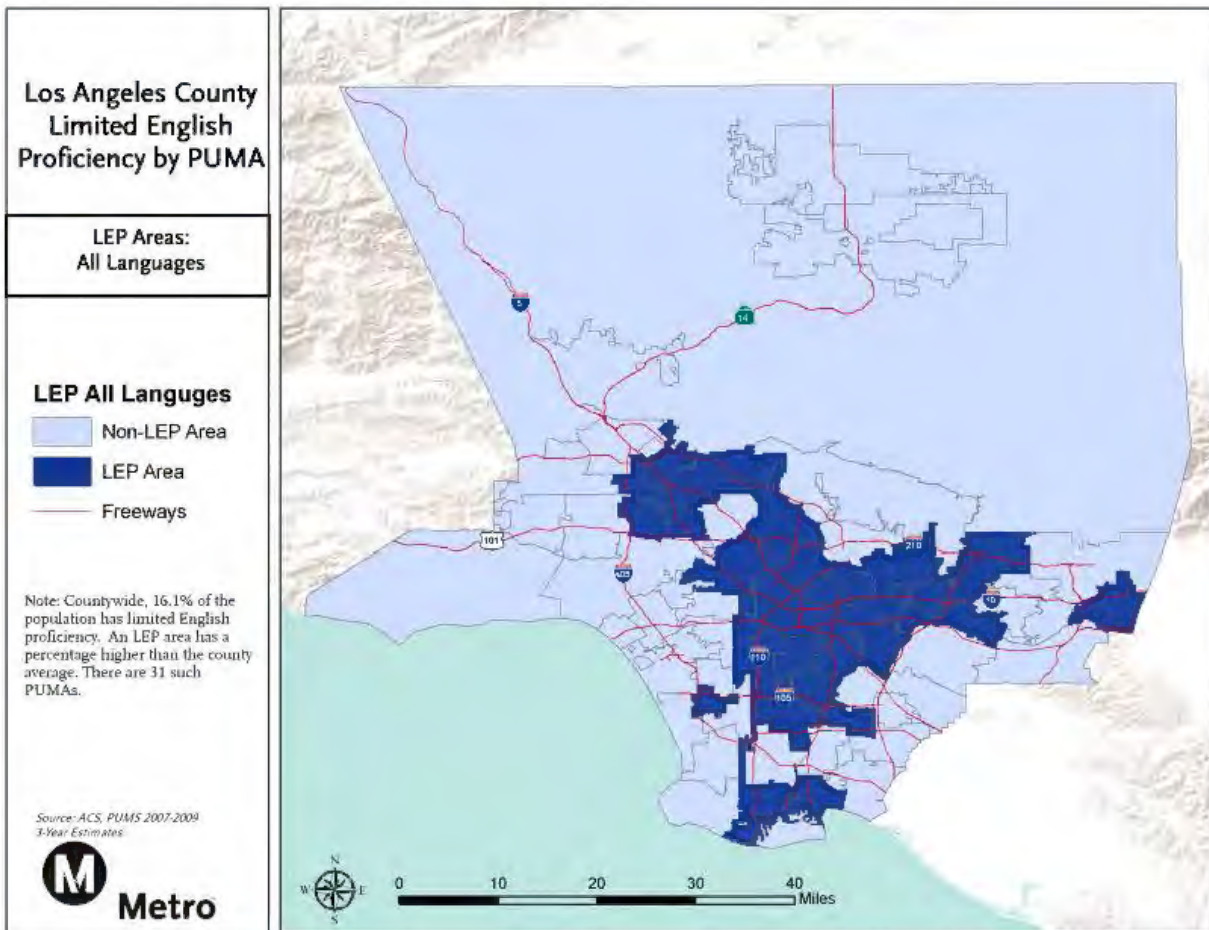 Los Angeles County
Limited English
Proficiency by PUMA
LEP Areas:
All Languages
LEP All Languges
Non-LEP Area
LEP Area
Freeways
Note: Countywide, 16.1% of the
population has limited English
proficiency. An LEP area has a
percentage higher than the county
average. There are 31 such
PUMAs.
Source: ACS, PUMS 2007-2009
3-Year Estimates
M
Metro
5
14
101
405
210
10
110
105
N
W E
S
0 10 20 30 40
Miles